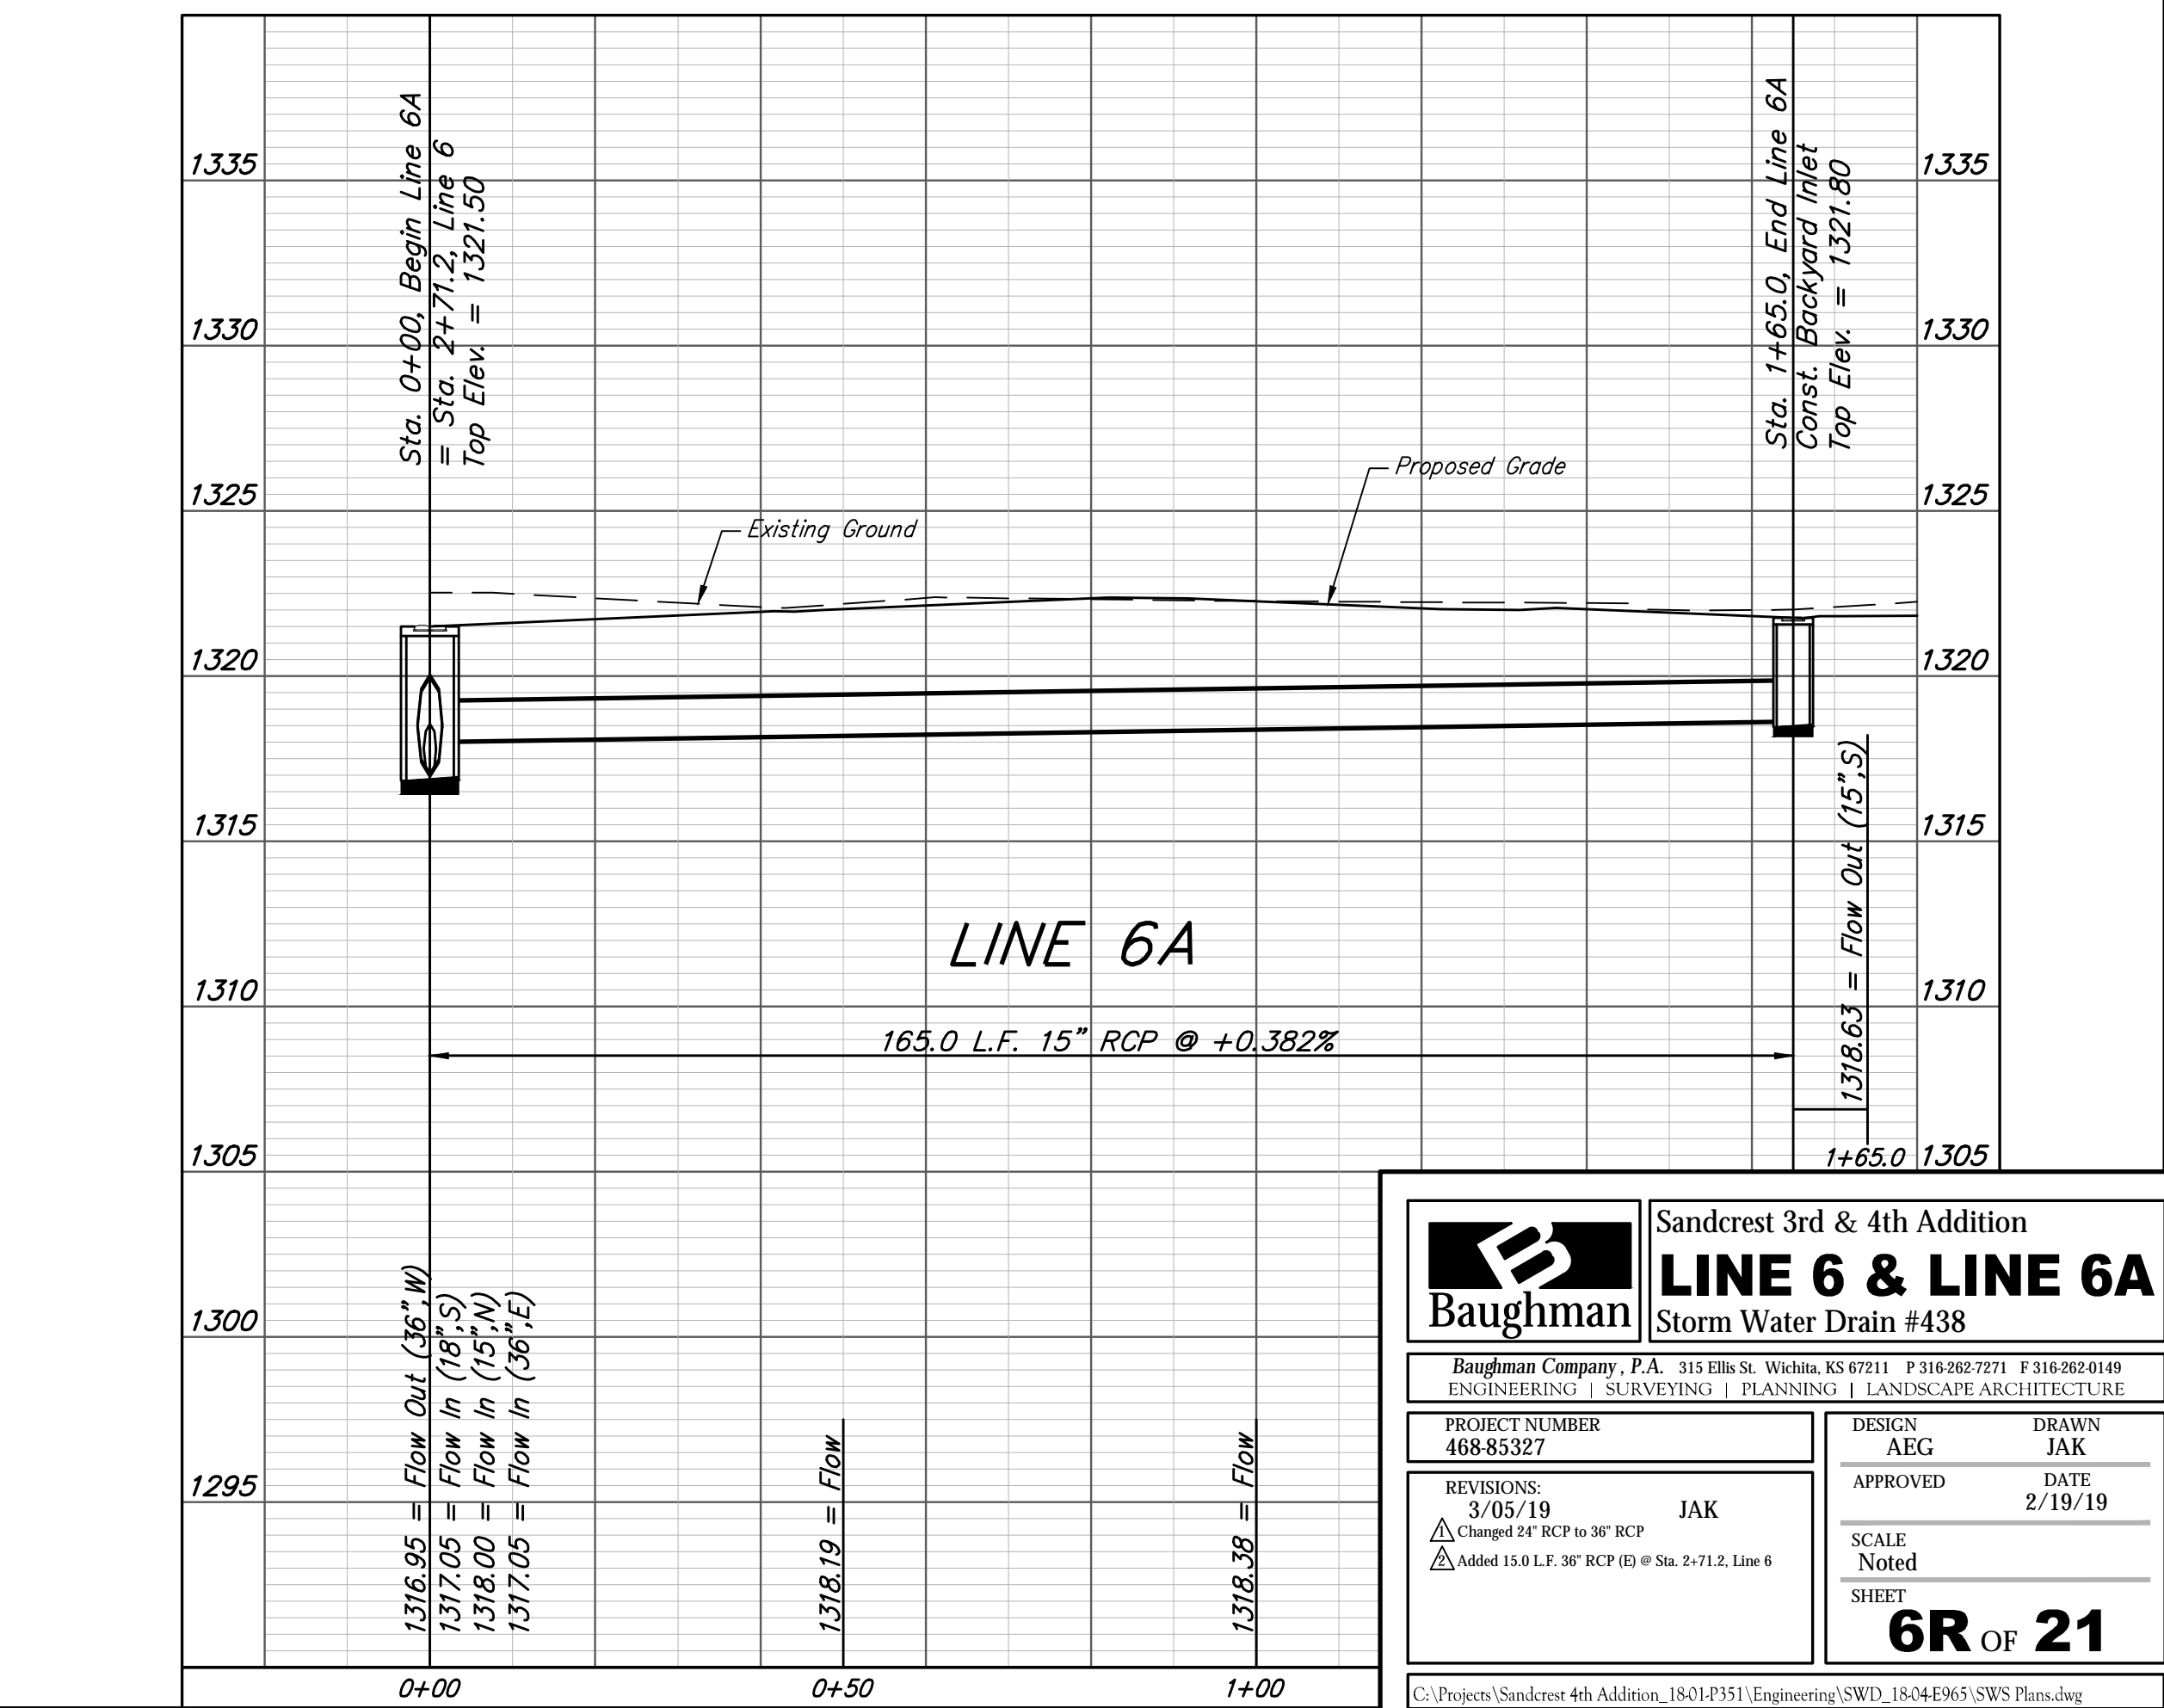 Sta. 0+00, Begin Line 6A
= Sta. 2+71.2, Line 6
Top Elev. = 1321.50
Sta. 1+65.0, End Line 6A
Const. Backyard Inlet
Top Elev. = 1321.80
1335
1335
1330
1330
1325
1325
Proposed Grade
Existing Ground
1320
1320
1315
1315
1318.63 = Flow Out (15",S)
LINE 6A
1310
1310
165.0 L.F. 15" RCP @ +0.382%
1305
1+65.0
1305
1300
1295
1316.95 = Flow Out (36",W)
1317.05 = Flow In (18",S)
1318.00 = Flow In (15",N)
1317.05 = Flow In (36",E)
1318.19 = Flow
1318.38 = Flow
0+00
0+50
1+00
B
Baughman
Sandcrest 3rd & 4th Addition
LINE 6 & LINE 6A
Storm Water Drain #438
Baughman Company, P.A. 315 Ellis St. Wichita, KS 67211 P 316-262-7271 F 316-262-0149
ENGINEERING | SURVEYING | PLANNING | LANDSCAPE ARCHITECTURE
PROJECT NUMBER
468-85327
REVISIONS:
3/05/19 JAK
1 Changed 24" RCP to 36" RCP
2 Added 15.0 L.F. 36" RCP (E) @ Sta. 2+71.2, Line 6
DESIGN DRAWN
AEG JAK
APPROVED DATE
2/19/19
SCALE
Noted
SHEET
6R OF 21
C:\Projects\Sandcrest 4th Addition_18-01-P351\Engineering\SWD_18-04-E965\SWS Plans.dwg